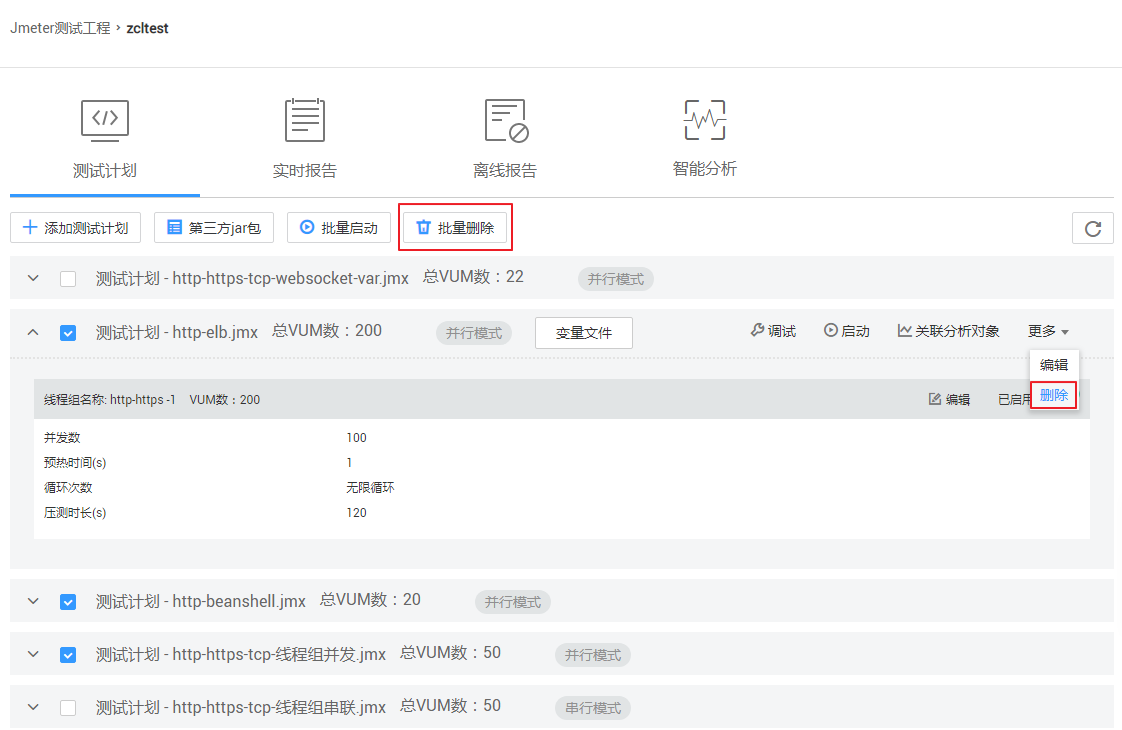 Jmeter测试工程 › zcltest
测试计划 实时报告 离线报告 智能分析
添加测试计划 第三方jar包 批量启动 批量删除
测试计划 - http-https-tcp-websocket-var.jmx 总VUM数：22 并行模式
测试计划 - http-elb.jmx 总VUM数：200 并行模式 变量文件 调试 启动 关联分析对象 更多
编辑
删除
线程组名称: http-https -1 VUM数：200 编辑 已启用
并发数 100
预热时间(s) 1
循环次数 无限循环
压测时长(s) 120
测试计划 - http-beanshell.jmx 总VUM数：20 并行模式
测试计划 - http-https-tcp-线程组并发.jmx 总VUM数：50 并行模式
测试计划 - http-https-tcp-线程组串联.jmx 总VUM数：50 串行模式